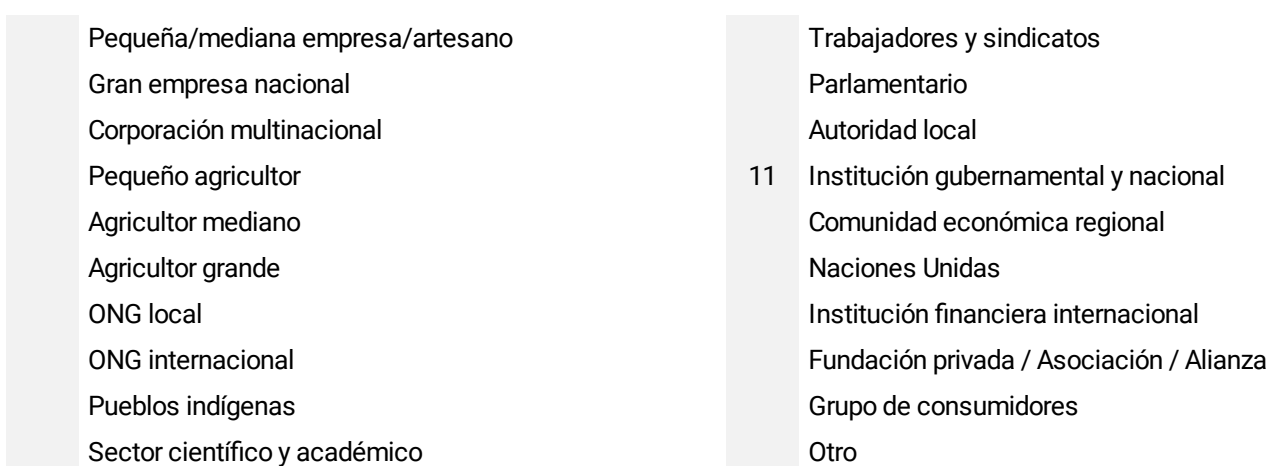 Pequeña/mediana empresa/artesano
Gran empresa nacional
Corporación multinacional
Pequeño agricultor
Agricultor mediano
Agricultor grande
ONG local
ONG internacional
Pueblos indígenas
Sector científico y académico
Trabajadores y sindicatos
Parlamentario
Autoridad local
11 Institución gubernamental y nacional
Comunidad económica regional
Naciones Unidas
Institución financiera internacional
Fundación privada / Asociación / Alianza
Grupo de consumidores
Otro